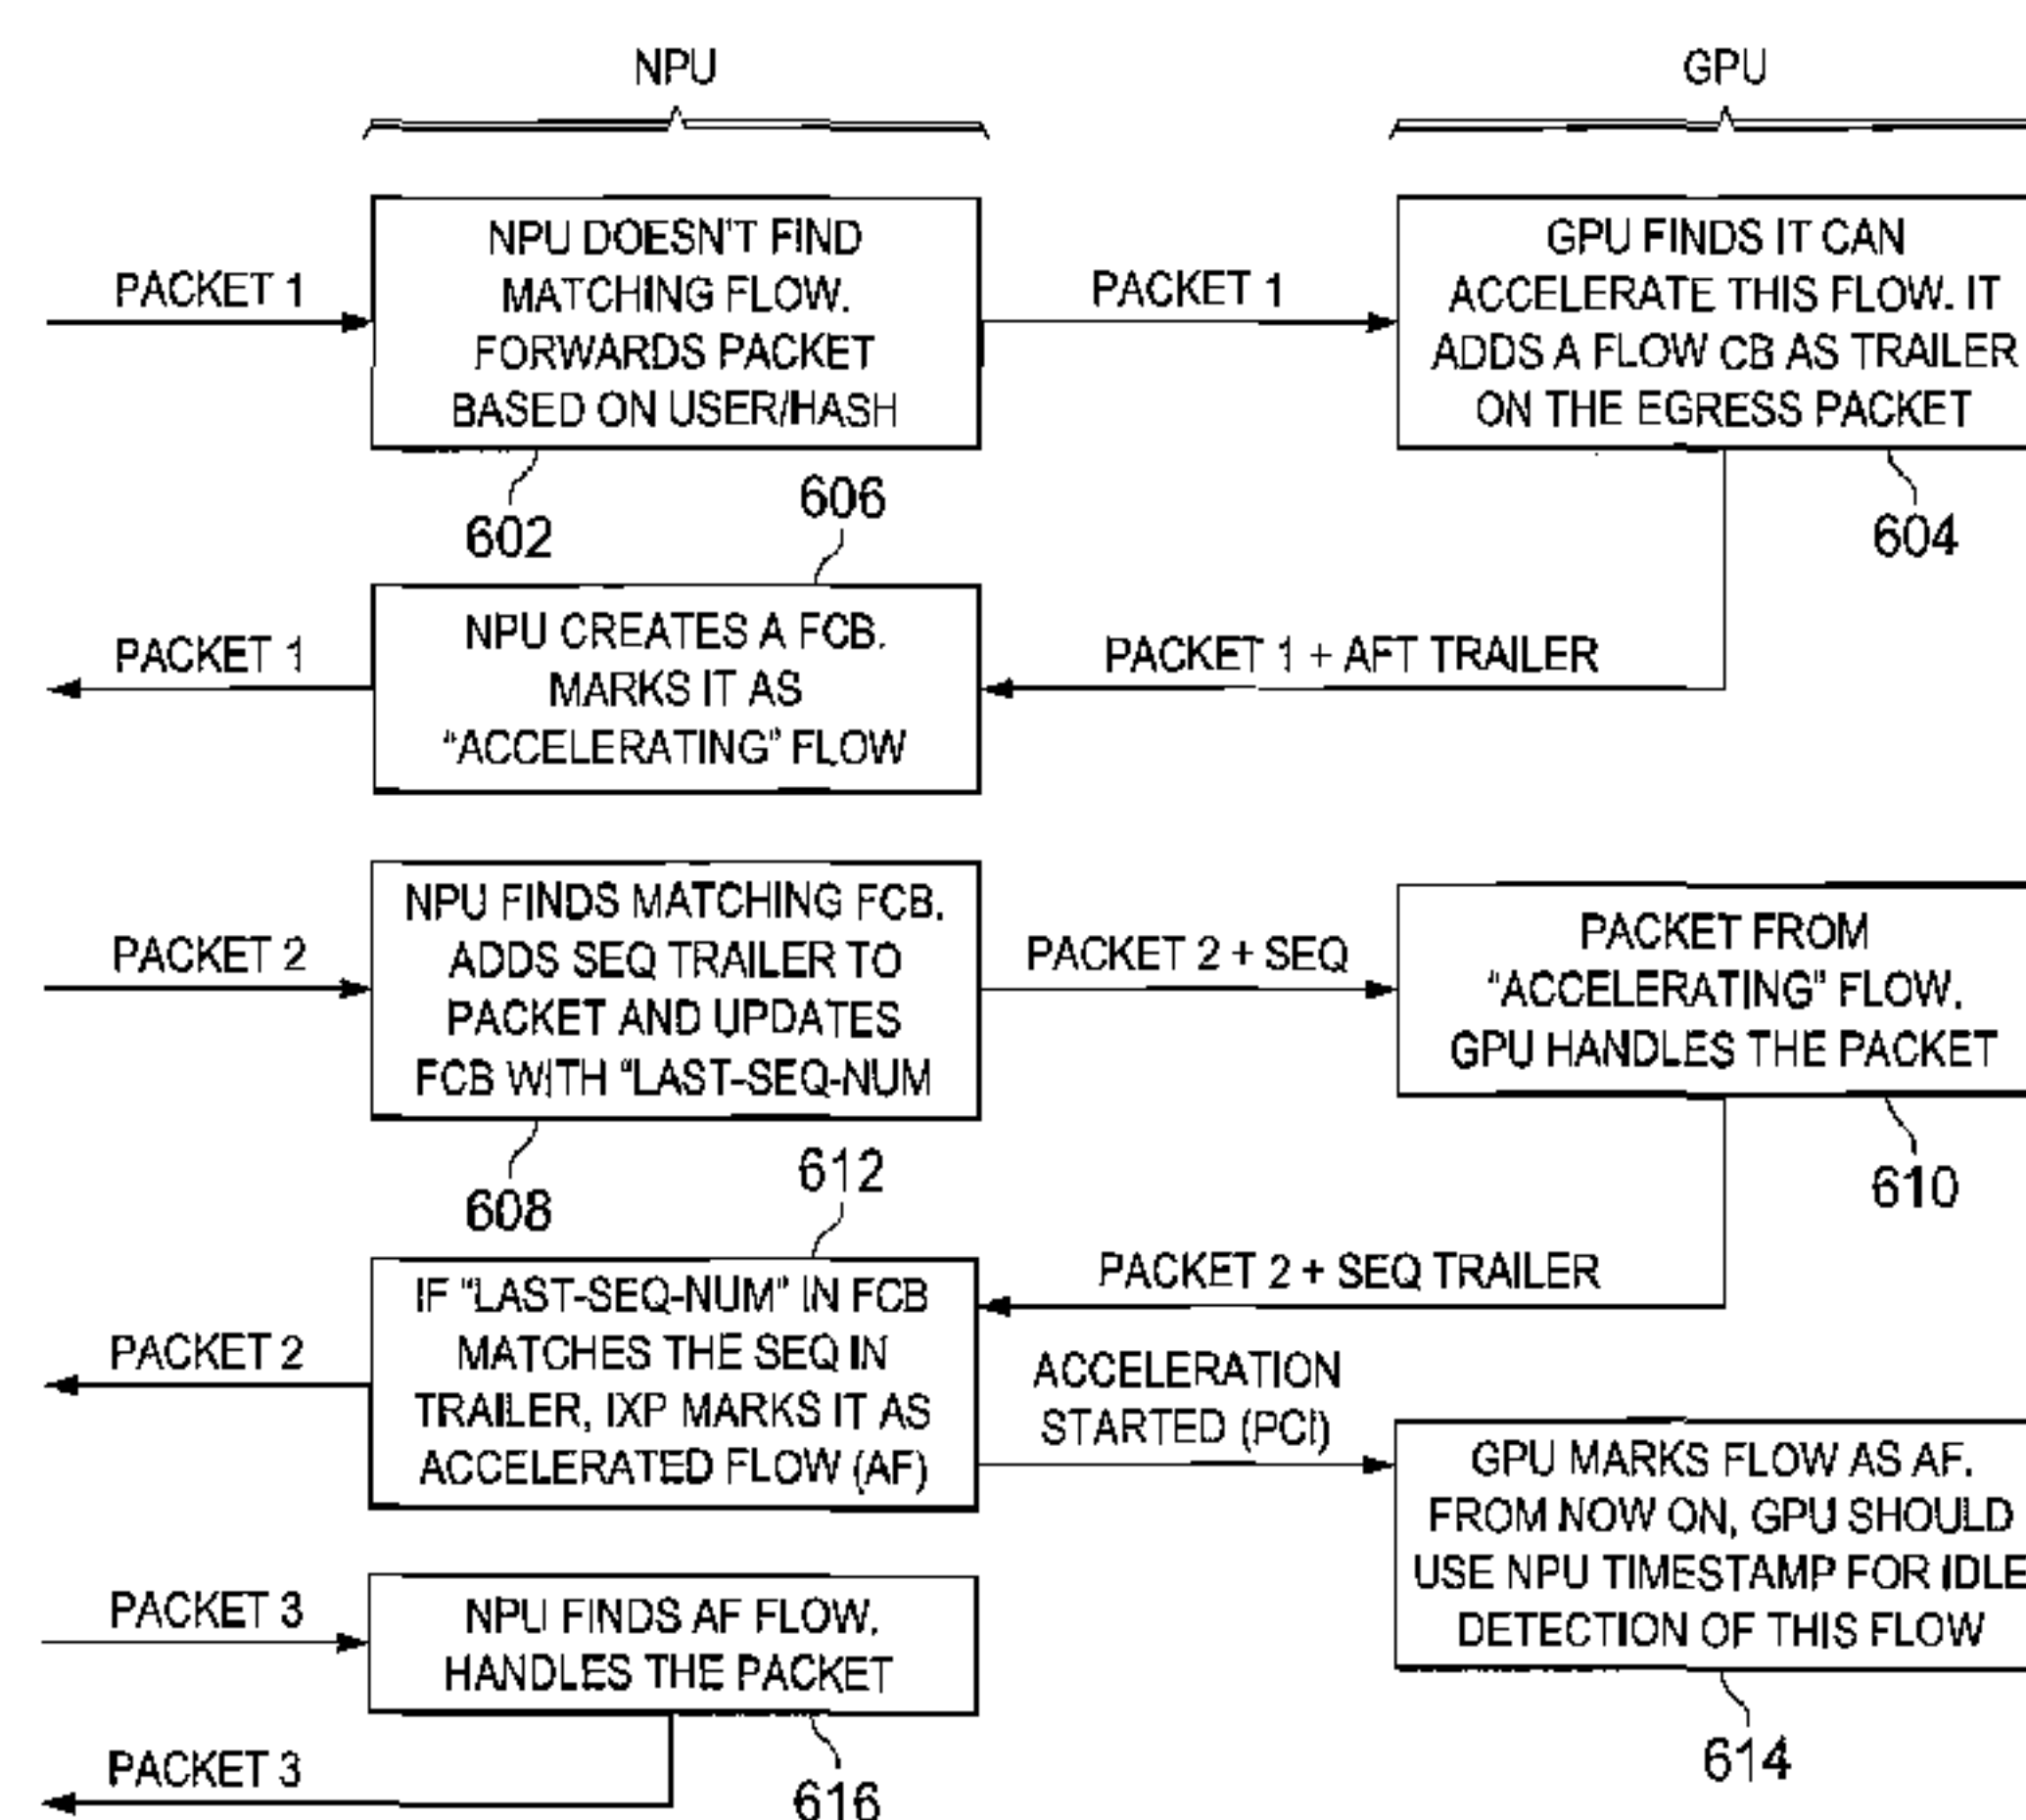 NPU
GPU
PACKET 1
NPU DOESN'T FIND
MATCHING FLOW.
FORWARDS PACKET
BASED ON USER/HASH
PACKET 1
GPU FINDS IT CAN
ACCELERATE THIS FLOW. IT
ADDS A FLOW CB AS TRAILER
ON THE EGRESS PACKET
602
606
604
PACKET 1
NPU CREATES A FCB.
MARKS IT AS
"ACCELERATING" FLOW
PACKET 1 + AFT TRAILER
PACKET 2
NPU FINDS MATCHING FCB.
ADDS SEQ TRAILER TO
PACKET AND UPDATES
FCB WITH "LAST-SEQ-NUM
PACKET 2 + SEQ
PACKET FROM
"ACCELERATING" FLOW.
GPU HANDLES THE PACKET
608
612
610
PACKET 2
IF "LAST-SEQ-NUM" IN FCB
MATCHES THE SEQ IN
TRAILER, IXP MARKS IT AS
ACCELERATED FLOW (AF)
PACKET 2 + SEQ TRAILER
ACCELERATION
STARTED (PCI)
GPU MARKS FLOW AS AF.
FROM NOW ON, GPU SHOULD
USE NPU TIMESTAMP FOR IDLE
DETECTION OF THIS FLOW
PACKET 3
NPU FINDS AF FLOW.
HANDLES THE PACKET
614
PACKET 3
616